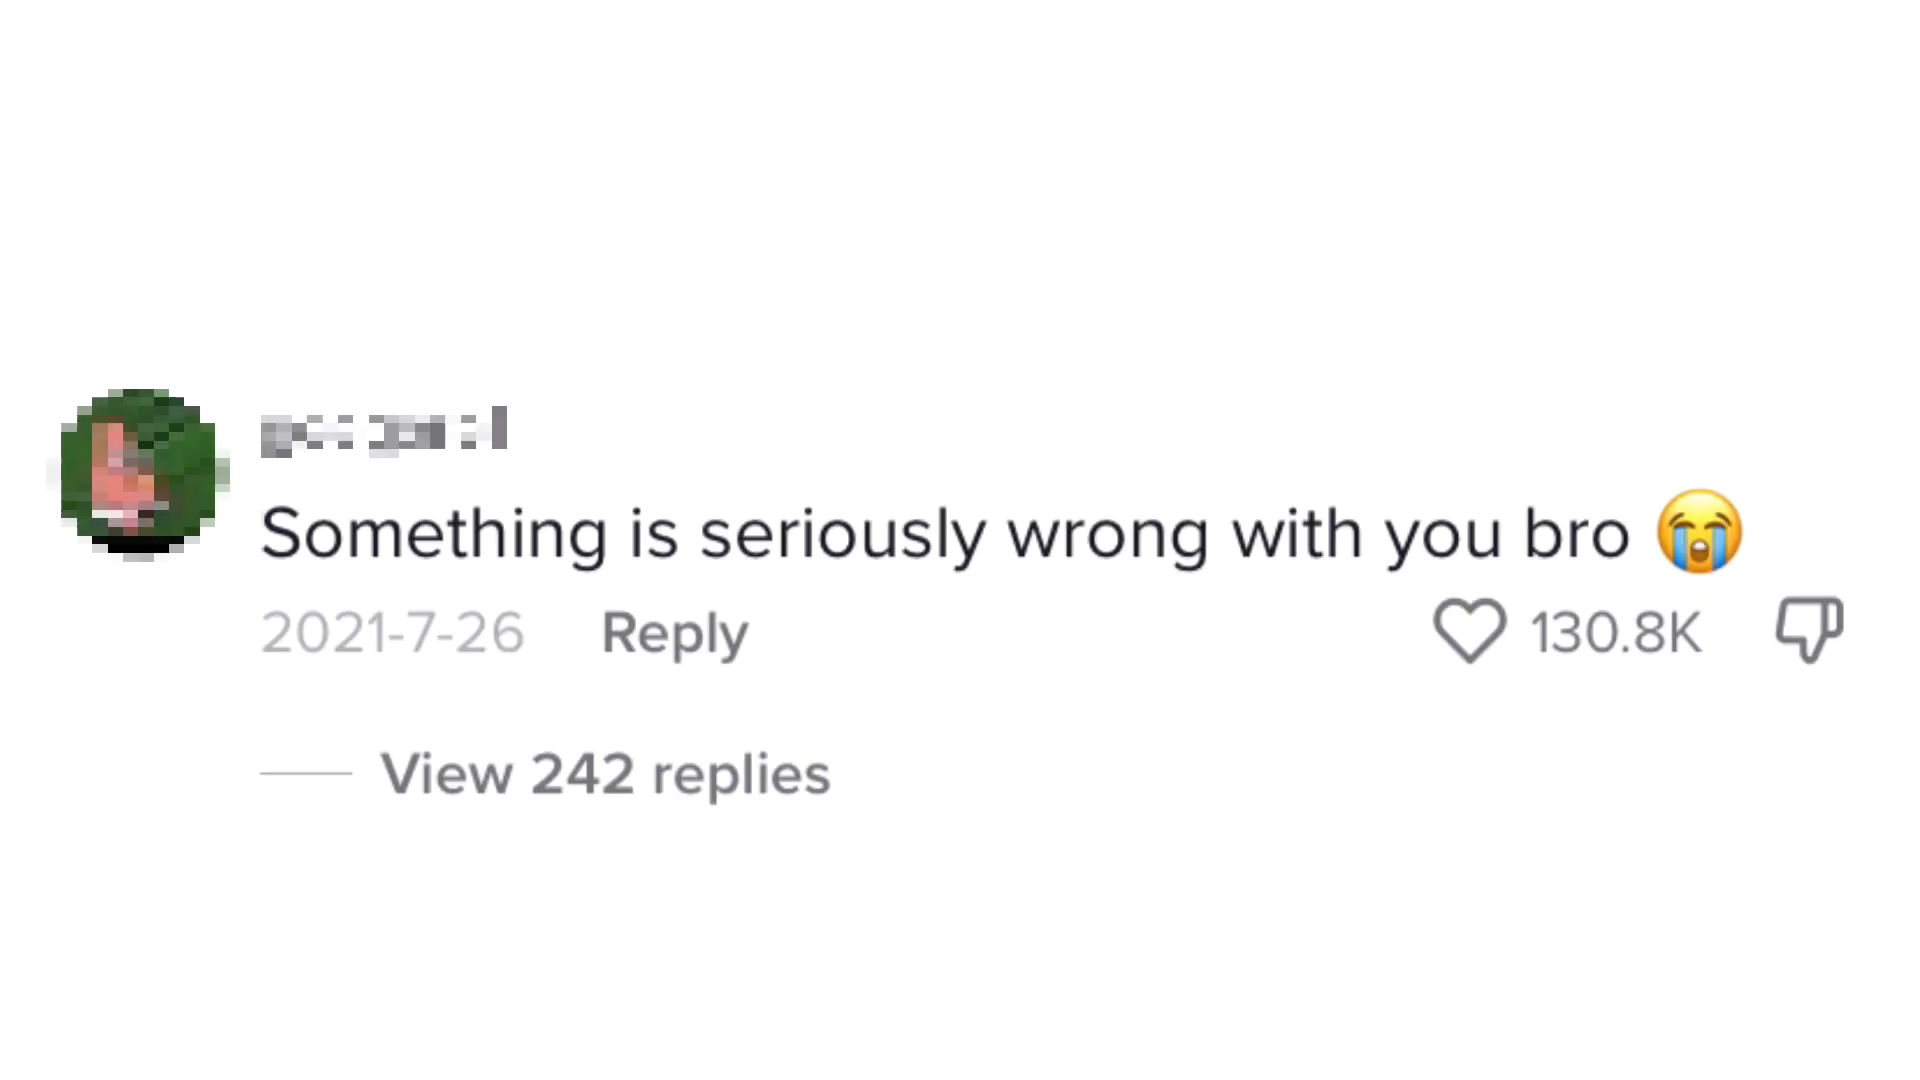 Something is seriously wrong with you bro 😭
2021-7-26 Reply 130.8K
View 242 replies